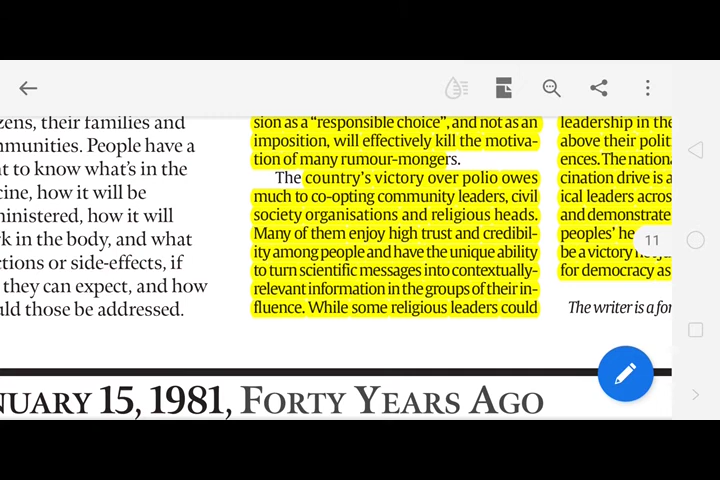 zens, their families and
munities. People have a
nt to know what's in the
cine, how it will be
ministered, how it will
rk in the body, and what
ctions or side-effects, if
they can expect, and how
uld those be addressed.
sion as a "responsible choice", and not as an
imposition, will effectively kill the motiva-
tion of many rumour-mongers.
The country's victory over polio owes
much to co-opting community leaders, civil
society organisations and religious heads.
Many of them enjoy high trust and credibil-
ity among people and have the unique ability
to turn scientific messages into contextually-
relevant information in the groups of their in-
fluence. While some religious leaders could
leadership in the
above their polit
ences. The nationa
cination drive is a
ical leaders acros
and demonstrate
peoples' he
be a victory
for democracy as
The writer is a for
11
NUARY 15, 1981, FORTY YEARS AGO